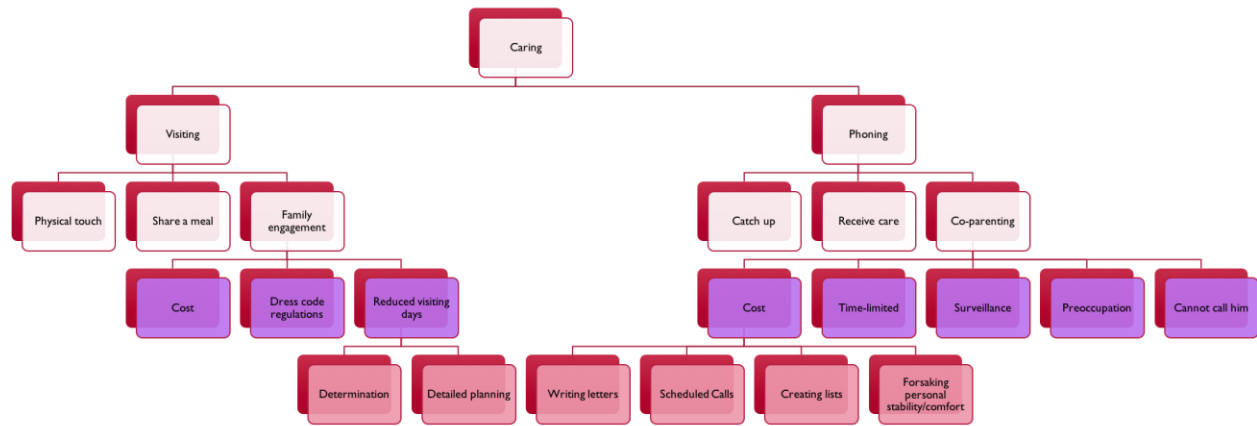 Caring
Visiting
Phoning
Physical touch
Share a meal
Family
engagement
Catch up
Receive care
Co-parenting
Cost
Dress code
regulations
Reduced visiting
days
Cost
Time-limited
Surveillance
Preoccupation
Cannot call him
Determination
Detailed planning
Writing letters
Scheduled Calls
Creating lists
Forsaking
personal
stability/comfort